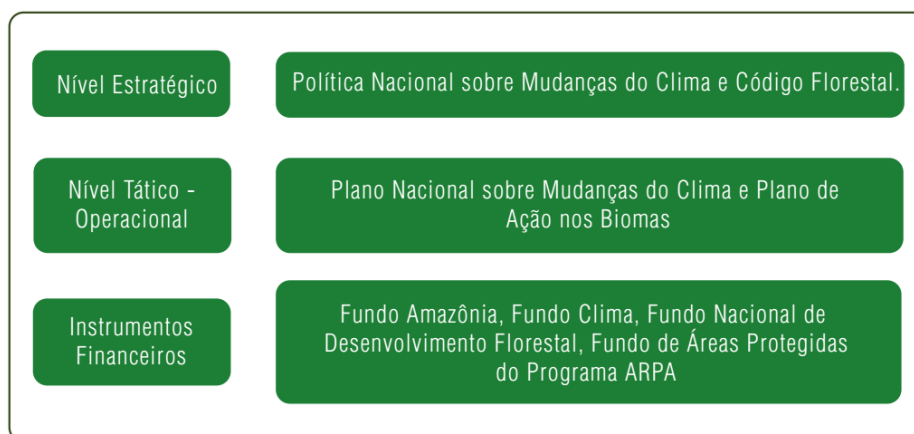 Nível Estratégico
Política Nacional sobre Mudanças do Clima e Código Florestal.
Nível Tático -
Operacional
Plano Nacional sobre Mudanças do Clima e Plano de
Ação nos Biomas
Instrumentos
Financeiros
Fundo Amazônia, Fundo Clima, Fundo Nacional de
Desenvolvimento Florestal, Fundo de Áreas Protegidas
do Programa ARPA